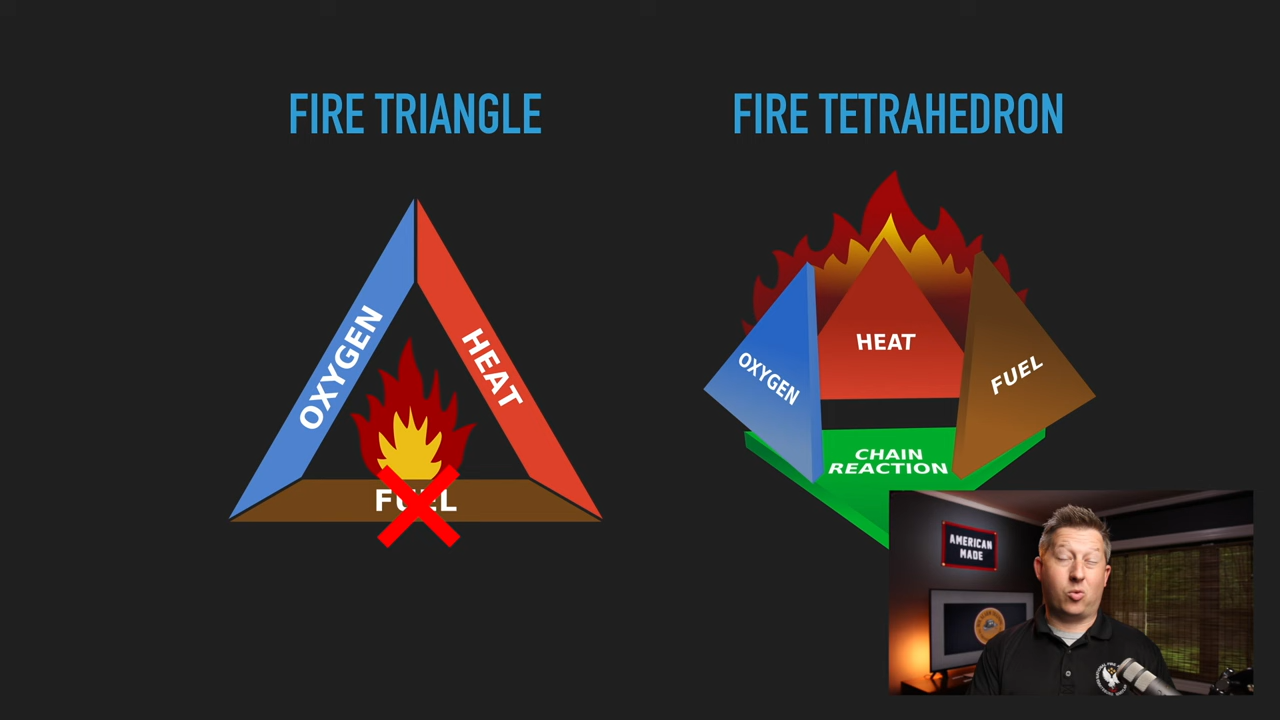 FIRE TRIANGLE
FIRE TETRAHEDRON
OXYGEN
HEAT
FUEL
OXYGEN
HEAT
FUEL
CHAIN
REACTION
AMERICAN
MADE